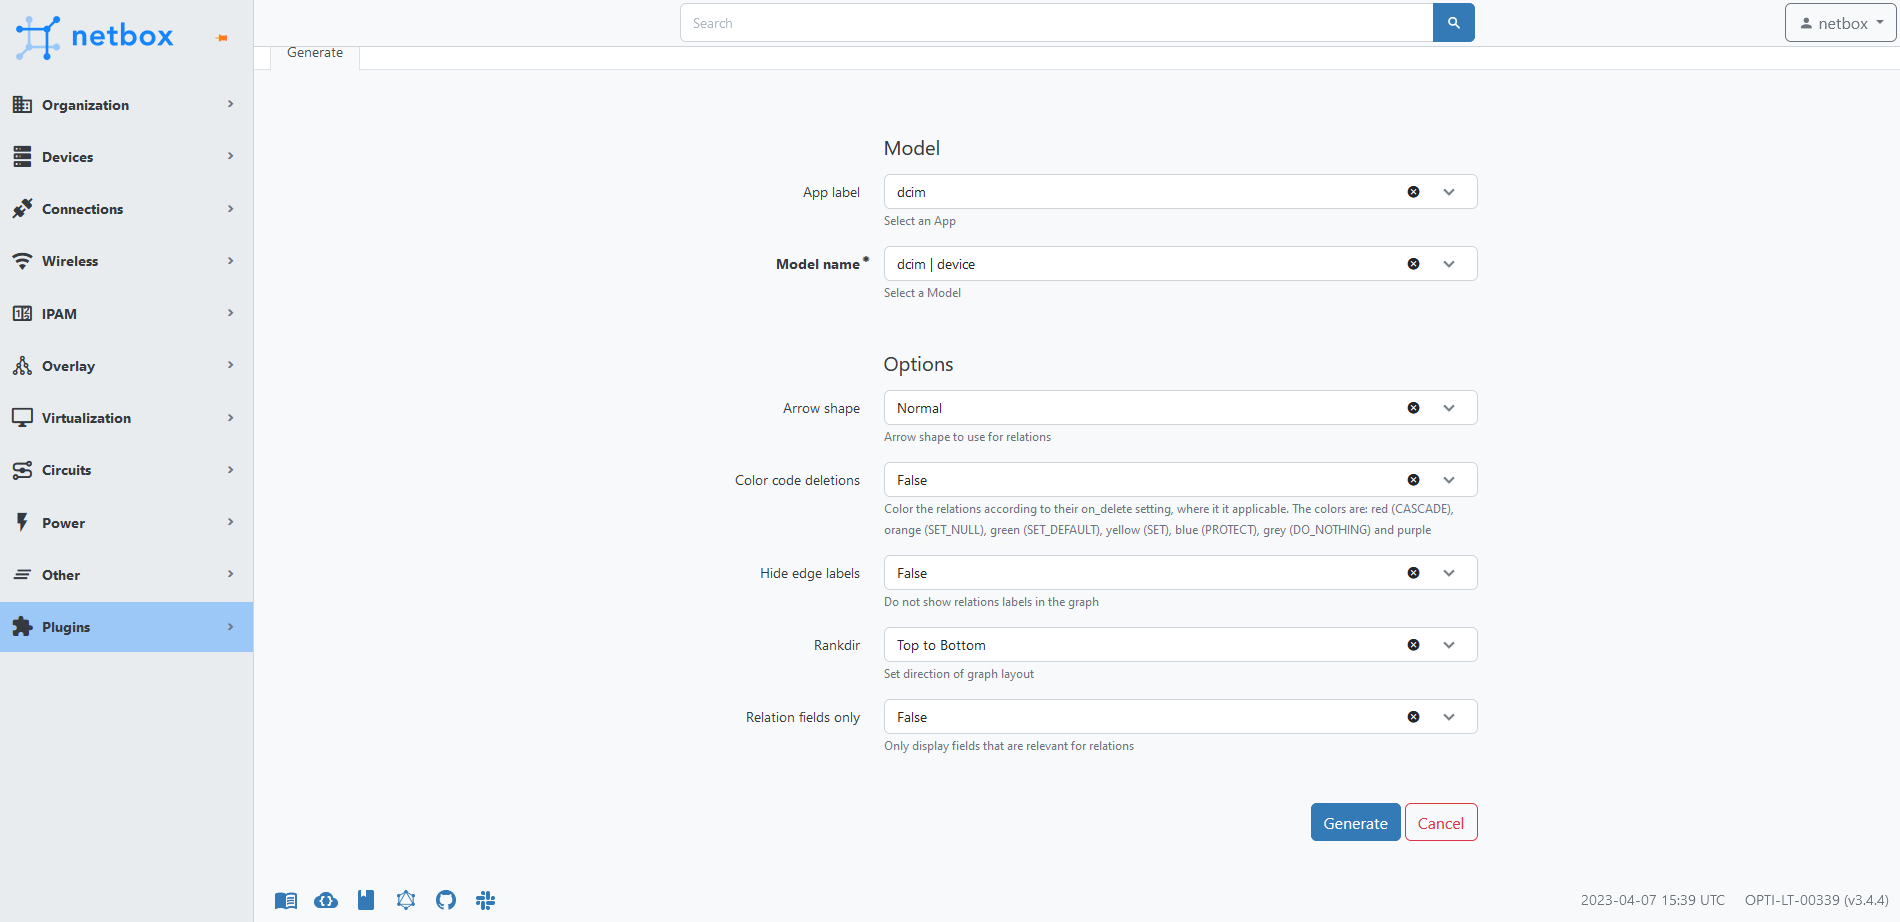 netbox
Search
netbox
Generate
Organization
Devices
Connections
Wireless
IPAM
Overlay
Virtualization
Circuits
Power
Other
Plugins
Model
App label
dcim
Select an App
Model name*
dcim | device
Select a Model
Options
Arrow shape
Normal
Arrow shape to use for relations
Color code deletions
False
Color the relations according to their on_delete setting, where it it applicable. The colors are: red (CASCADE),
orange (SET_NULL), green (SET_DEFAULT), yellow (SET), blue (PROTECT), grey (DO_NOTHING) and purple
Hide edge labels
False
Do not show relations labels in the graph
Rankdir
Top to Bottom
Set direction of graph layout
Relation fields only
False
Only display fields that are relevant for relations
Generate
Cancel
2023-04-07 15:39 UTC
OPTI-LT-00339 (v3.4.4)